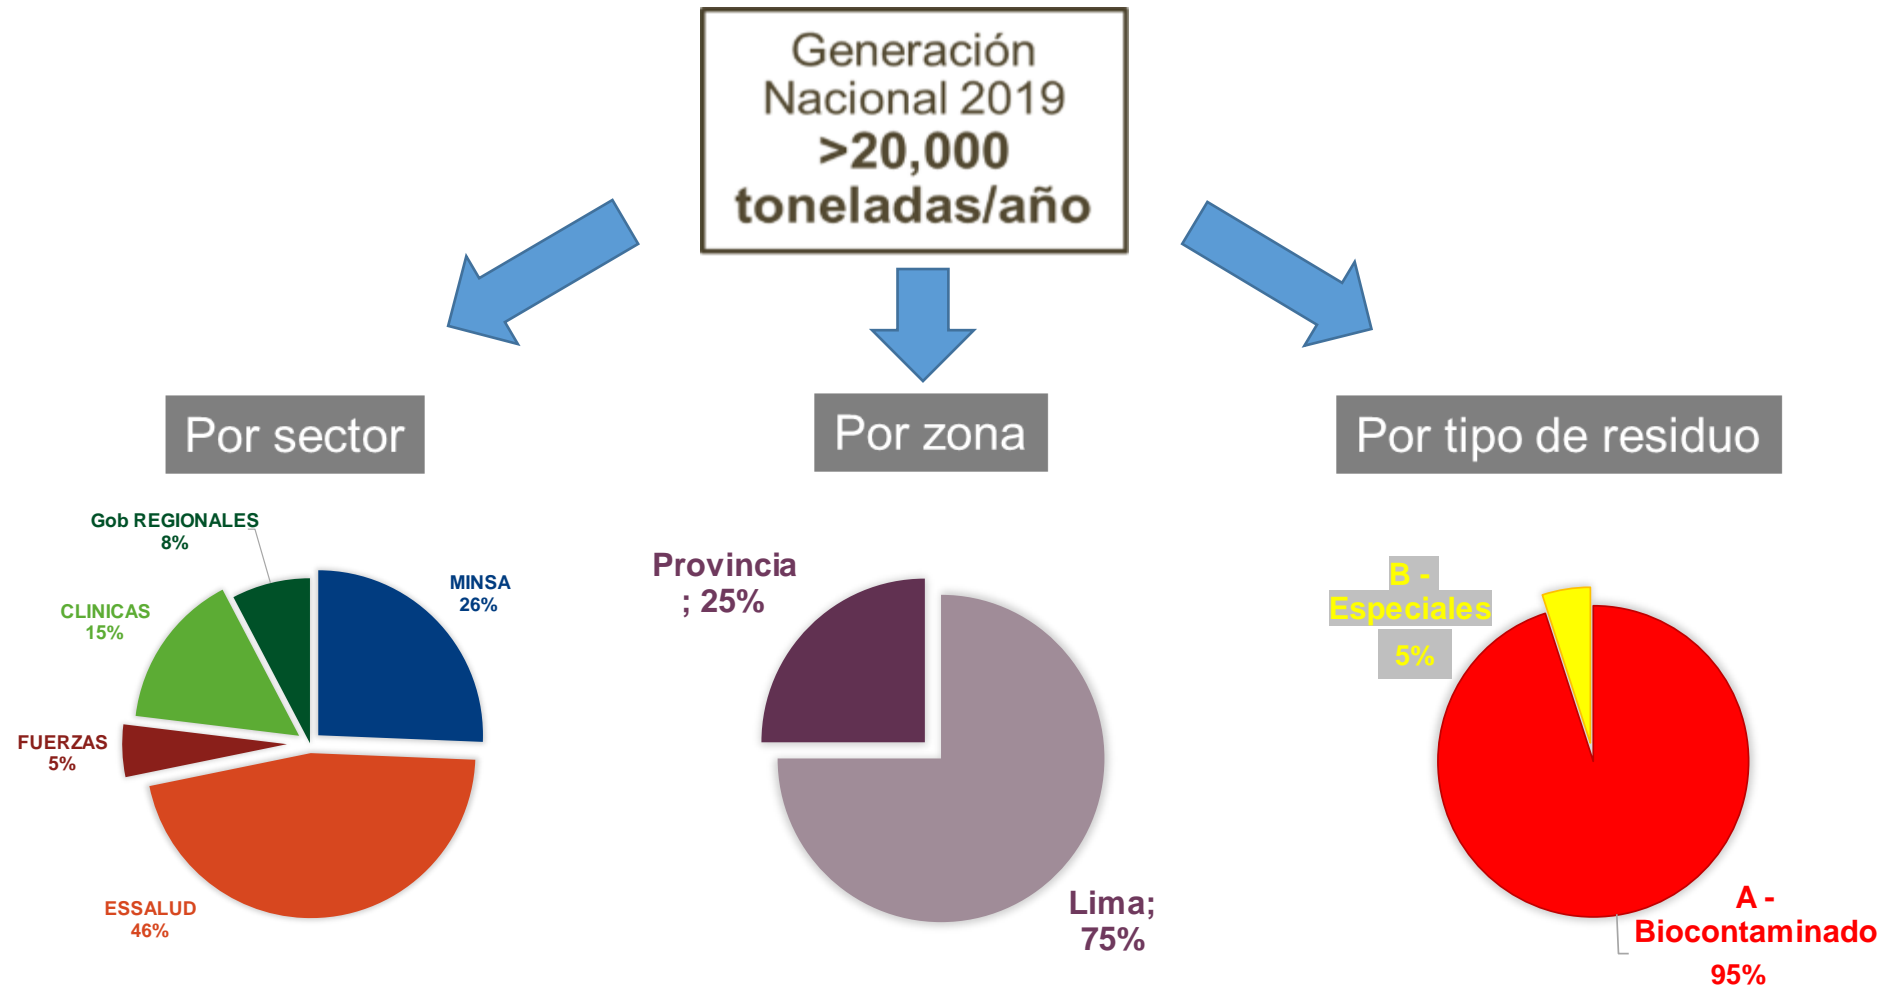 Generación
Nacional 2019
>20,000
toneladas/año
Por sector
Por zona
Por tipo de residuo
Gob REGIONALES
8%
MINSA
26%
CLINICAS
15%
FUERZAS
5%
ESSALUD
46%
Provincia
; 25%
Lima;
75%
B -
Especiales
5%
A -
Biocontaminado
95%